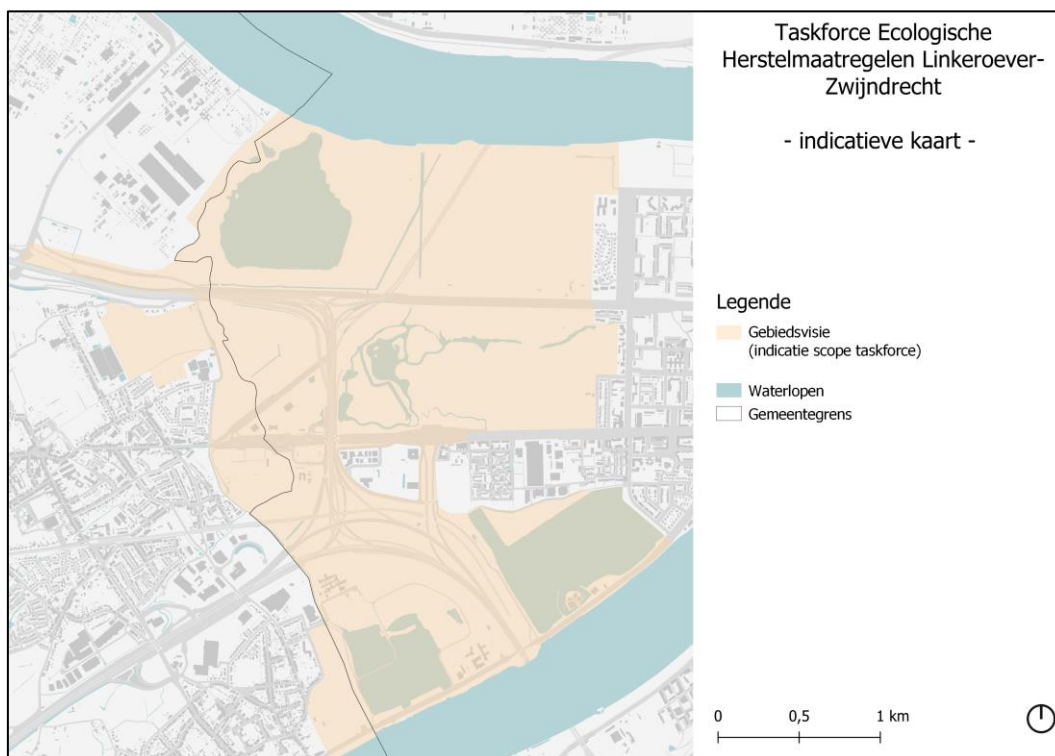 Taskforce Ecologische
Herstelmaatregelen Linkeroever-
Zwijndrecht
- indicatieve kaart -
Legende
Gebiedsvisie
(indicatie scope taskforce)
Waterlopen
Gemeentegrens
0 0,5 1 km